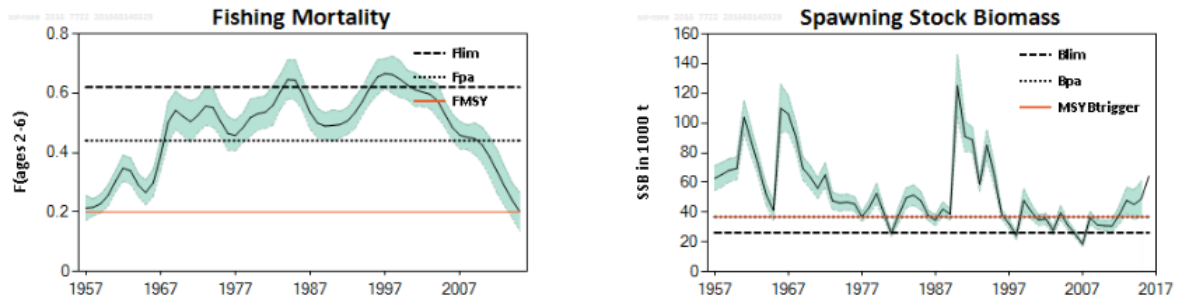 Fishing Mortality
0.8
0.6
0.4
0.2
0
F(ages 2-6)
Flim
Fpa
FMSY
1957 1967 1977 1987 1997 2007
Spawning Stock Biomass
160
140
120
100
80
60
40
20
0
SSB in 1000 t
Blim
Bpa
MSYBtrigger
1957 1967 1977 1987 1997 2007 2017